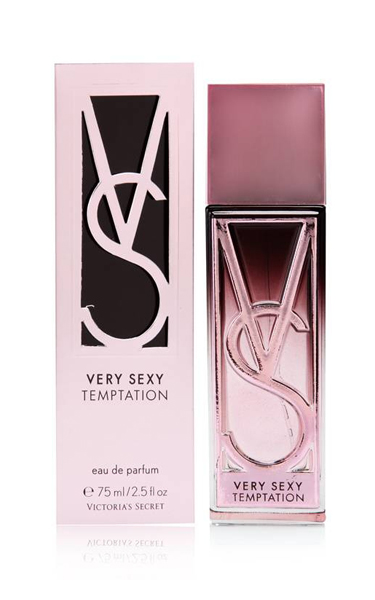 VS
VERY SEXY
TEMPTATION
eau de parfum
℮ 75 ml/2.5 fl oz
VICTORIA'S SECRET
VS
VERY SEXY
TEMPTATION